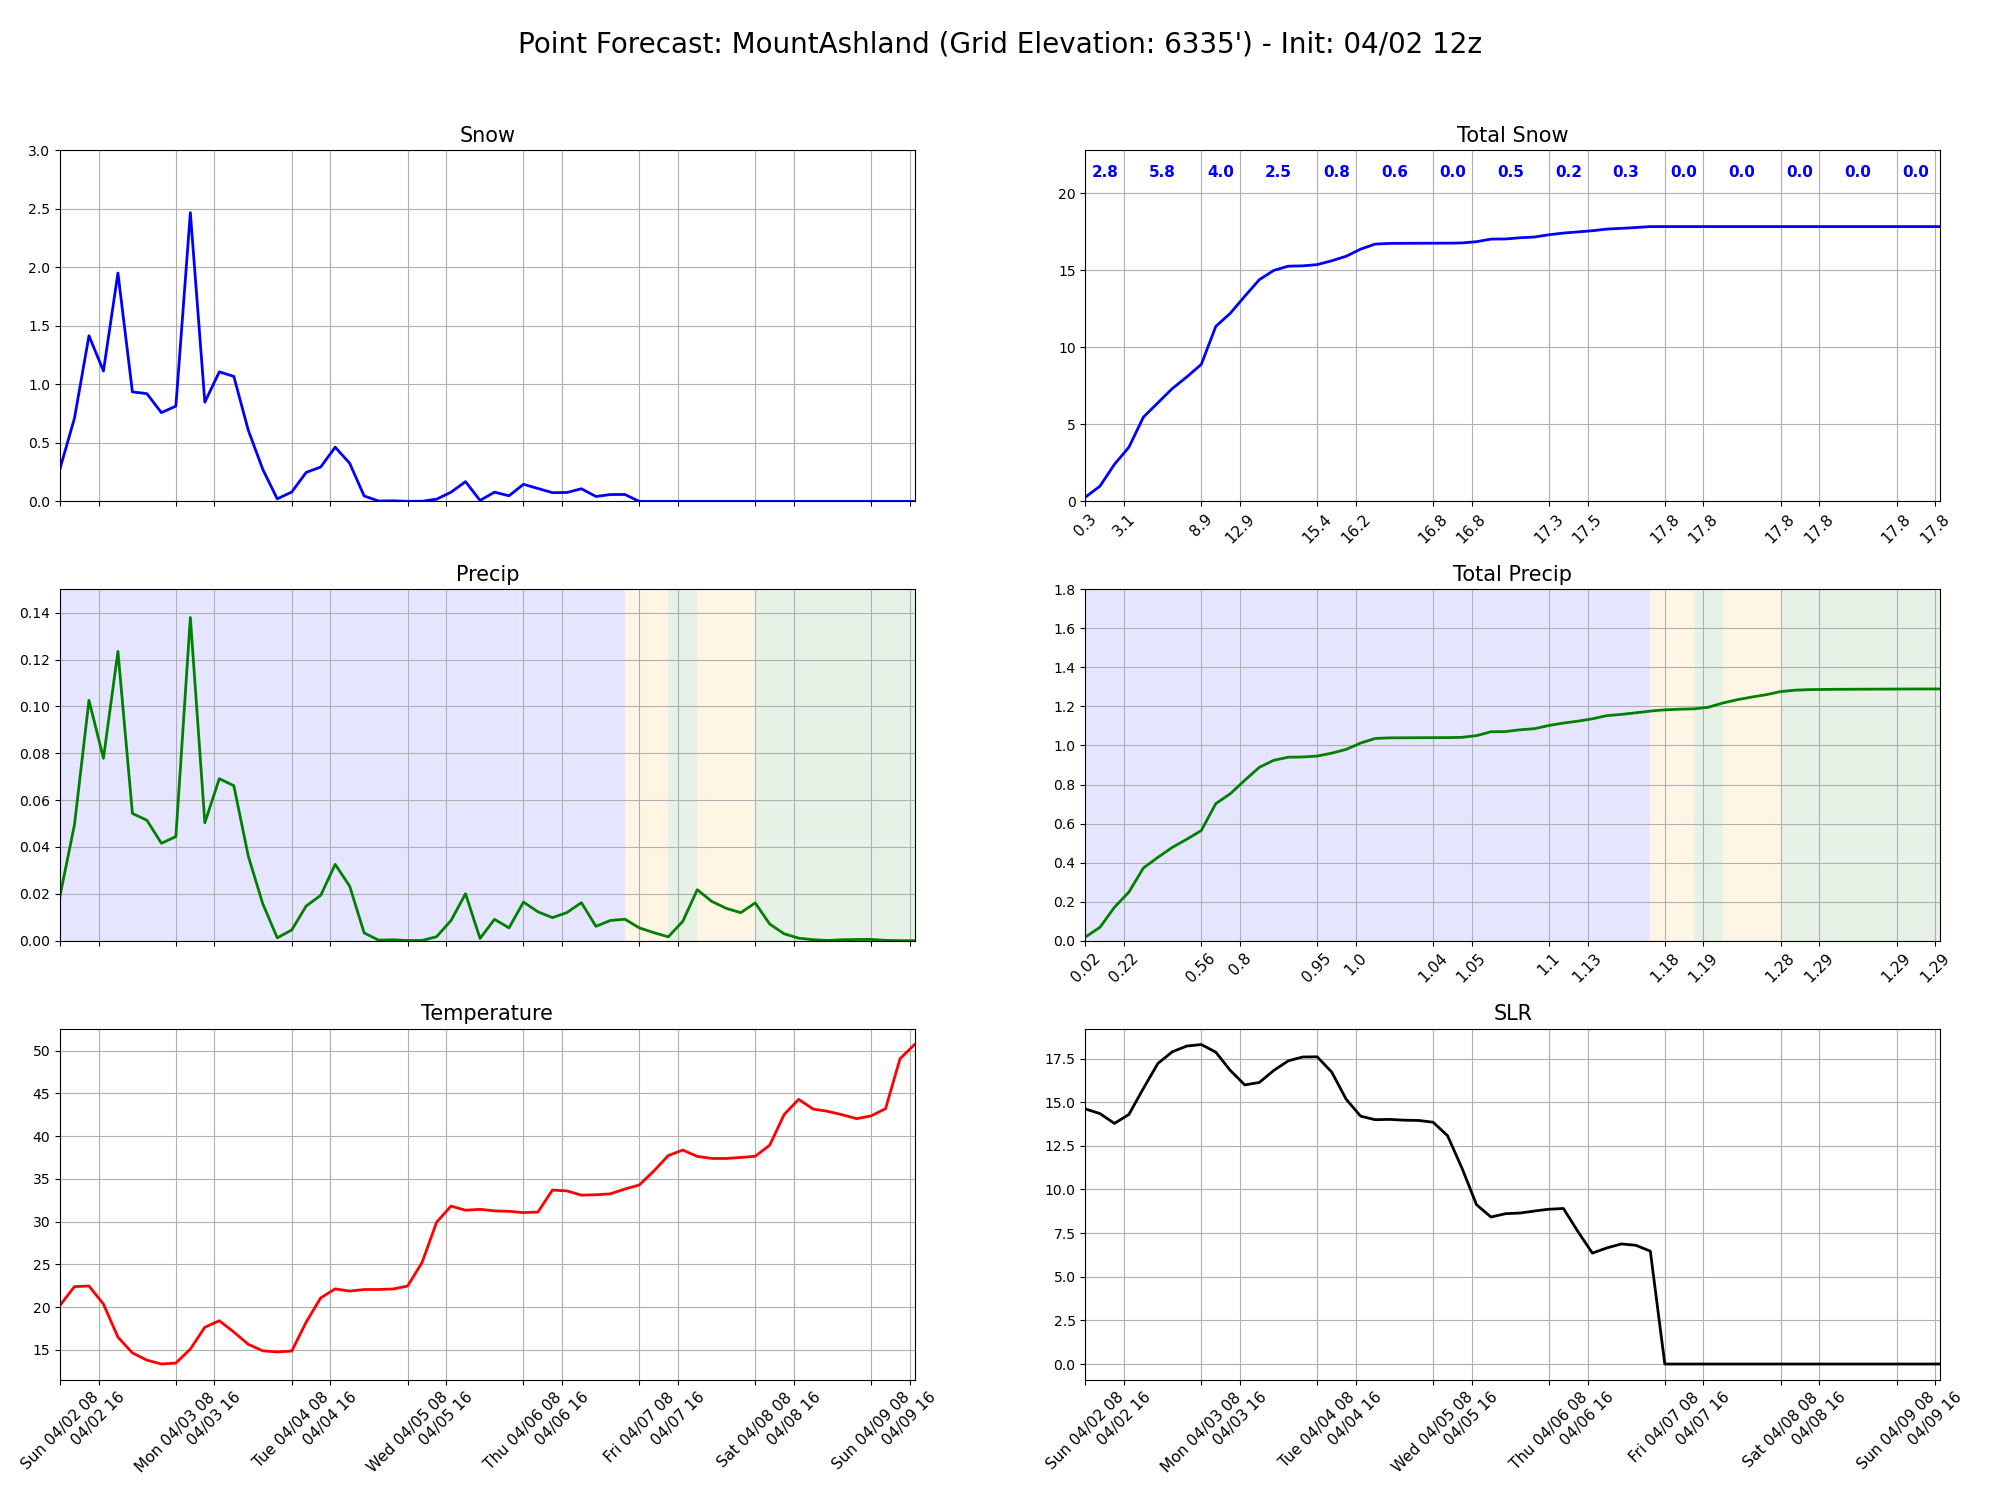 Point Forecast: MountAshland (Grid Elevation: 6335') - Init: 04/02 12z
Snow
3.0
2.5
2.0
1.5
1.0
0.5
0.0
Total Snow
2.8 5.8 4.0 2.5 0.8 0.6 0.0 0.5 0.2 0.3 0.0 0.0 0.0 0.0 0.0
20
15
10
5
0
0.3 3.1 8.9 12.9 15.4 16.2 16.8 16.8 17.3 17.5 17.8 17.8 17.8 17.8 17.8 17.8
Precip
0.14
0.12
0.10
0.08
0.06
0.04
0.02
0.00
Total Precip
1.8
1.6
1.4
1.2
1.0
0.8
0.6
0.4
0.2
0.0
0.02 0.22 0.56 0.8 0.95 1.0 1.04 1.05 1.1 1.13 1.18 1.19 1.28 1.29 1.29 1.29
Temperature
50
45
40
35
30
25
20
15
Sun 04/02 08
04/02 16
Mon 04/03 08
04/03 16
Tue 04/04 08
04/04 16
Wed 04/05 08
04/05 16
Thu 04/06 08
04/06 16
Fri 04/07 08
04/07 16
Sat 04/08 08
04/08 16
Sun 04/09 08
04/09 16
SLR
17.5
15.0
12.5
10.0
7.5
5.0
2.5
0.0
Sun 04/02 08
04/02 16
Mon 04/03 08
04/03 16
Tue 04/04 08
04/04 16
Wed 04/05 08
04/05 16
Thu 04/06 08
04/06 16
Fri 04/07 08
04/07 16
Sat 04/08 08
04/08 16
Sun 04/09 08
04/09 16